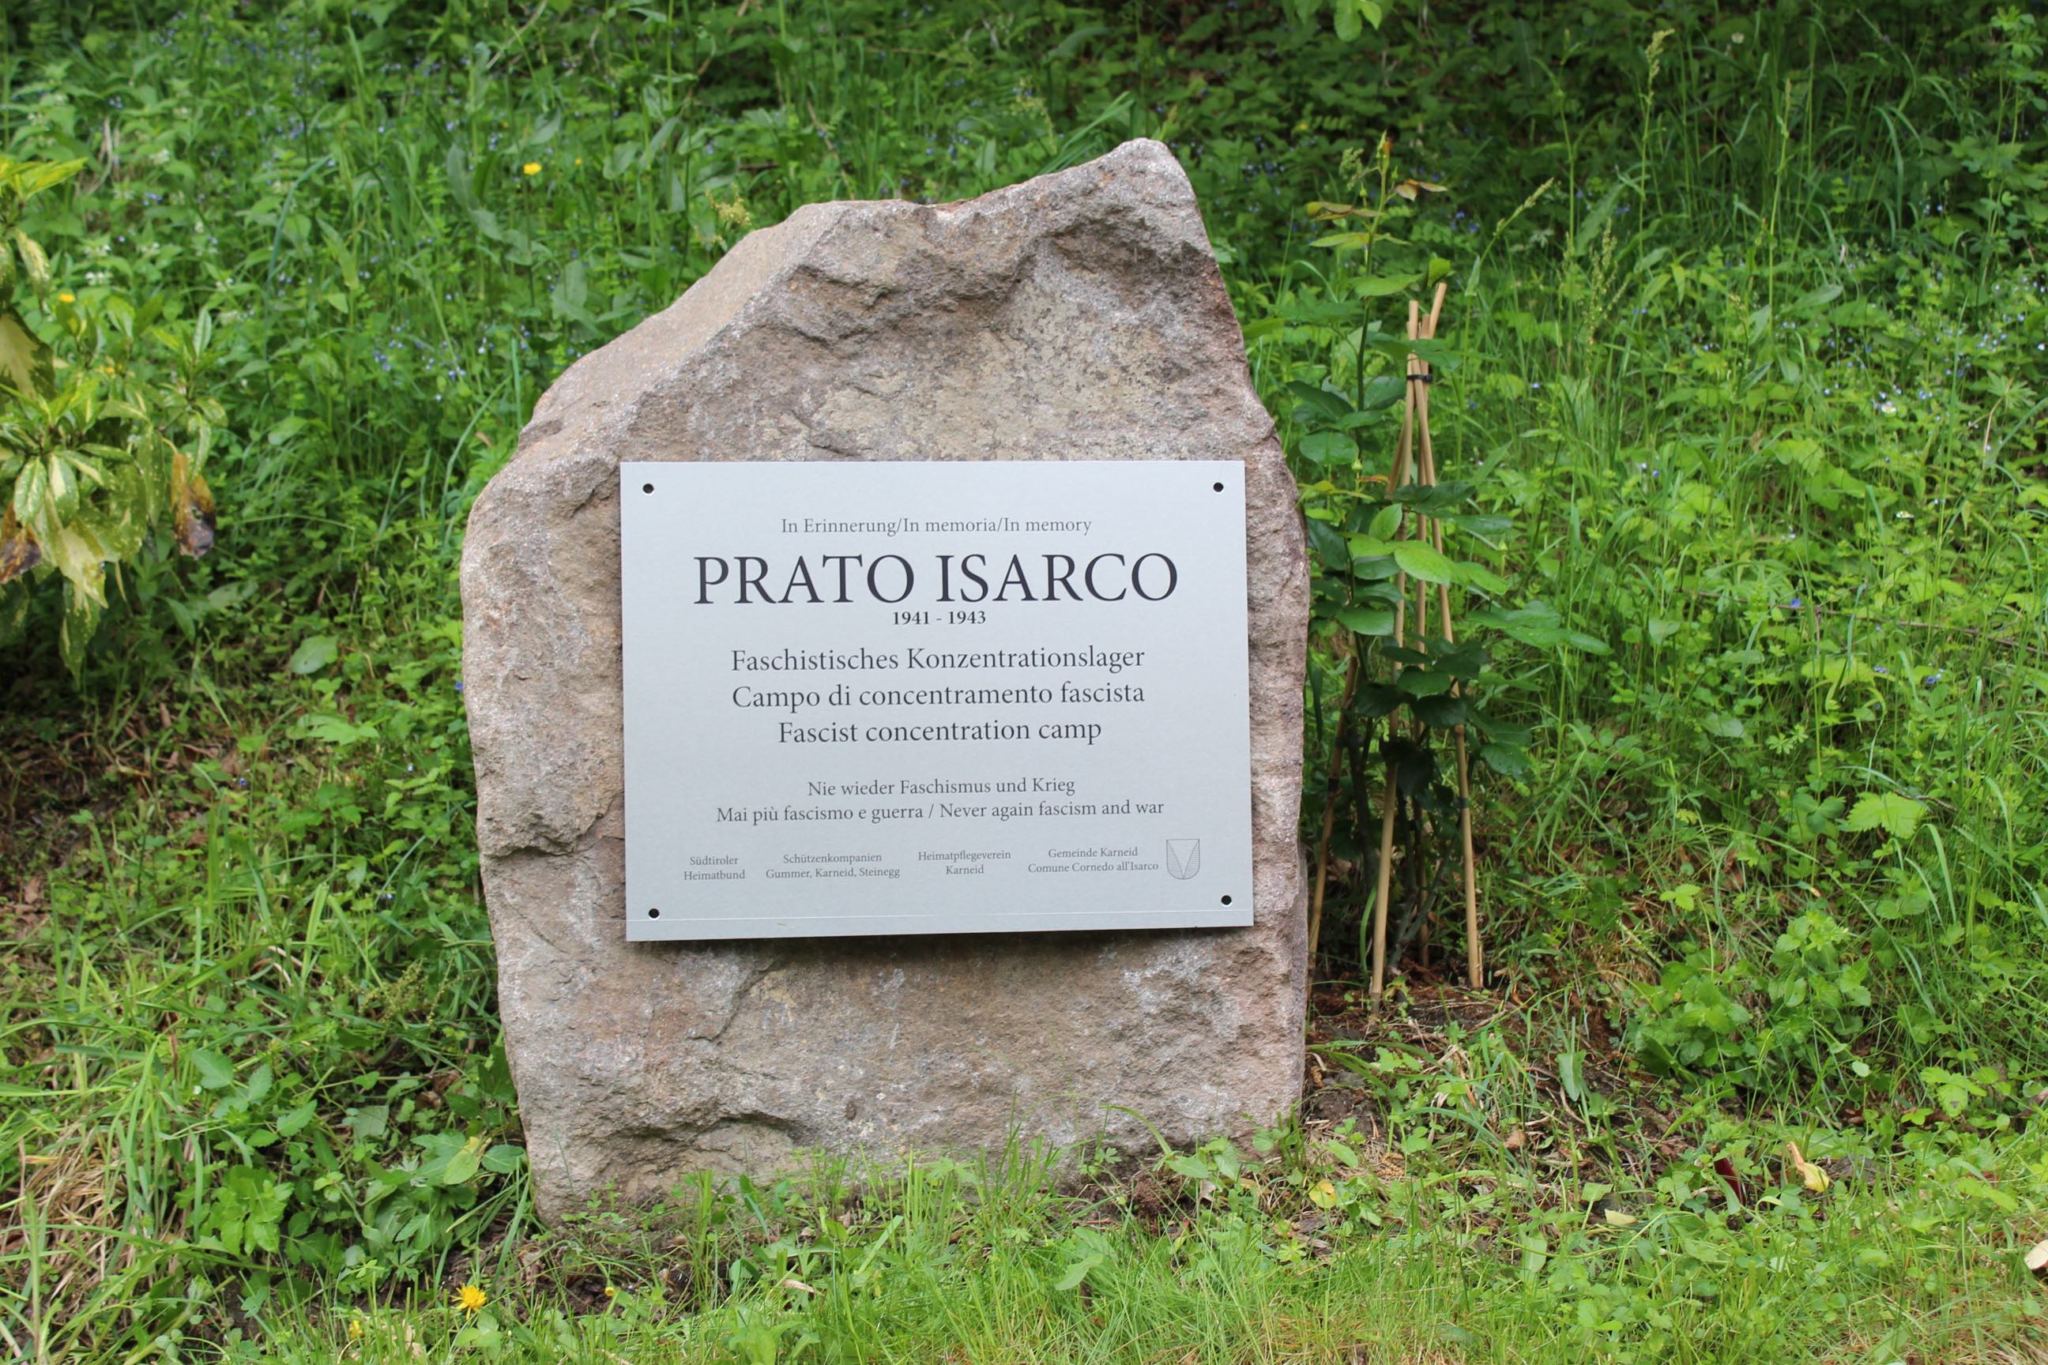 In Erinnerung/In memoria/In memory
PRATO ISARCO
1941 - 1943
Faschistisches Konzentrationslager
Campo di concentramento fascista
Fascist concentration camp
Nie wieder Faschismus und Krieg
Mai più fascismo e guerra / Never again fascism and war
Südtiroler
Heimatbund
Schützenkompanien
Gummer, Karneid, Steinegg
Heimatpflegeverein
Karneid
Gemeinde Karneid
Comune Cornedo all'Isarco